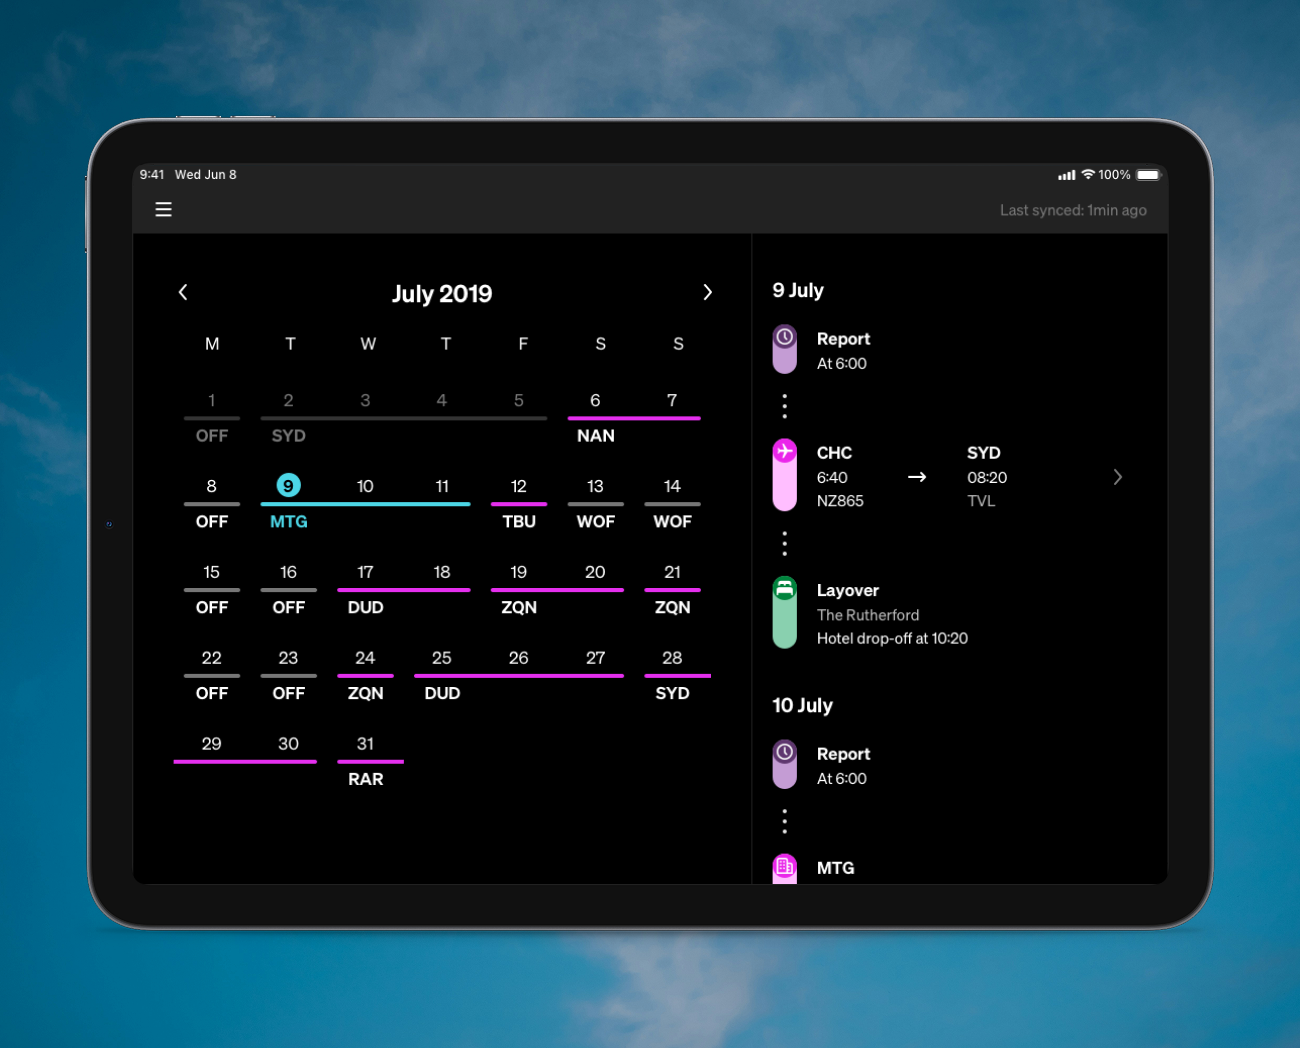 9:41 Wed Jun 8
100%
Last synced: 1min ago
July 2019
M T W T F S S
1 2 3 4 5 6 7
OFF SYD NAN
8 9 10 11 12 13 14
OFF MTG TBU WOF WOF
15 16 17 18 19 20 21
OFF OFF DUD ZQN ZQN
22 23 24 25 26 27 28
OFF OFF ZQN DUD SYD
29 30 31
RAR
9 July
Report
At 6:00
CHC SYD
6:40 → 08:20
NZ865 TVL
Layover
The Rutherford
Hotel drop-off at 10:20
10 July
Report
At 6:00
MTG